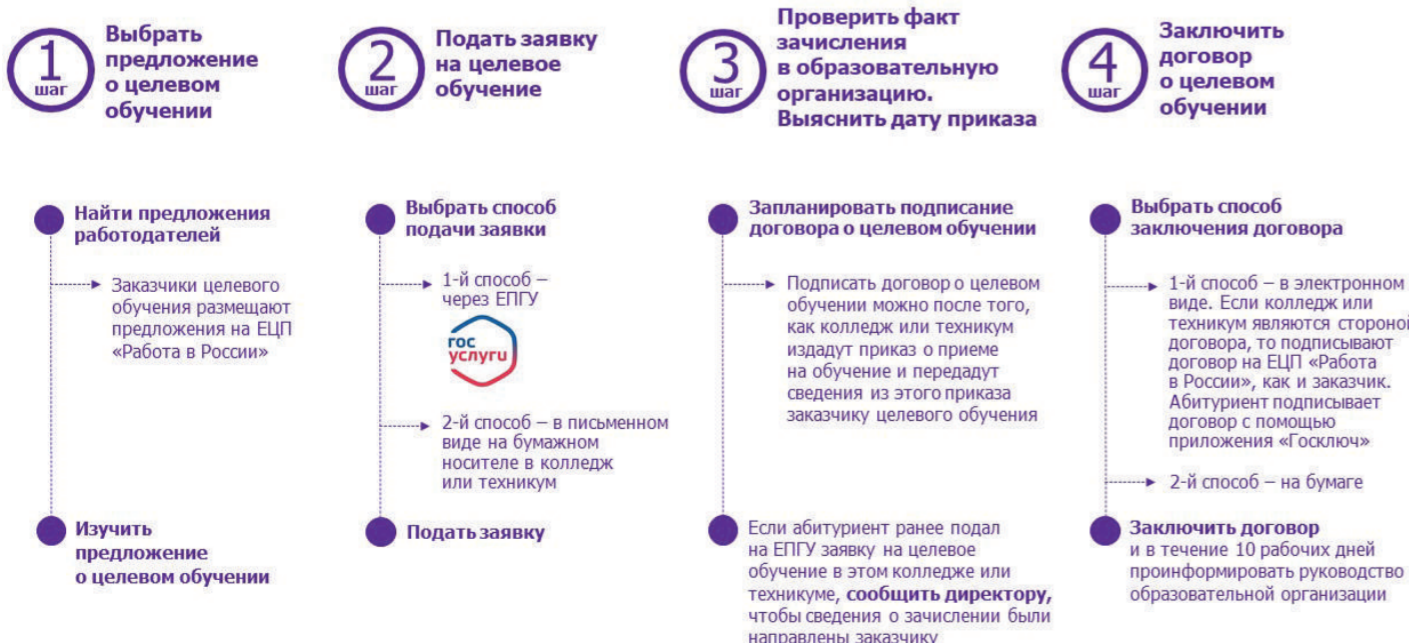 1
шаг
Выбрать
предложение
о целевом
обучении
2
шаг
Подать заявку
на целевое
обучение
3
шаг
Проверить факт
зачисления
в образовательную
организацию.
Выяснить дату приказа
4
шаг
Заключить
договор
о целевом
обучении
Найти предложения
работодателей
Заказчики целевого
обучения размещают
предложения на ЕЦП
«Работа в России»
Изучить
предложение
о целевом обучении
Выбрать способ
подачи заявки
1-й способ –
через ЕПГУ
гос
услуги
2-й способ – в письменном
виде на бумажном
носителе в колледж
или техникум
Подать заявку
Запланировать подписание
договора о целевом обучении
Подписать договор о целевом
обучении можно после того,
как колледж или техникум
издадут приказ о приеме
на обучение и передадут
сведения из этого приказа
заказчику целевого обучения
Если абитуриент ранее подал
на ЕПГУ заявку на целевое
обучение в этом колледже или
техникуме, сообщить директору,
чтобы сведения о зачислении были
направлены заказчику
Выбрать способ
заключения договора
1-й способ – в электронном
виде. Если колледж или
техникум являются стороной
договора, то подписывают
договор на ЕЦП «Работа
в России», как и заказчик.
Абитуриент подписывает
договор с помощью
приложения «Госключ»
2-й способ – на бумаге
Заключить договор
и в течение 10 рабочих дней
проинформировать руководство
образовательной организации